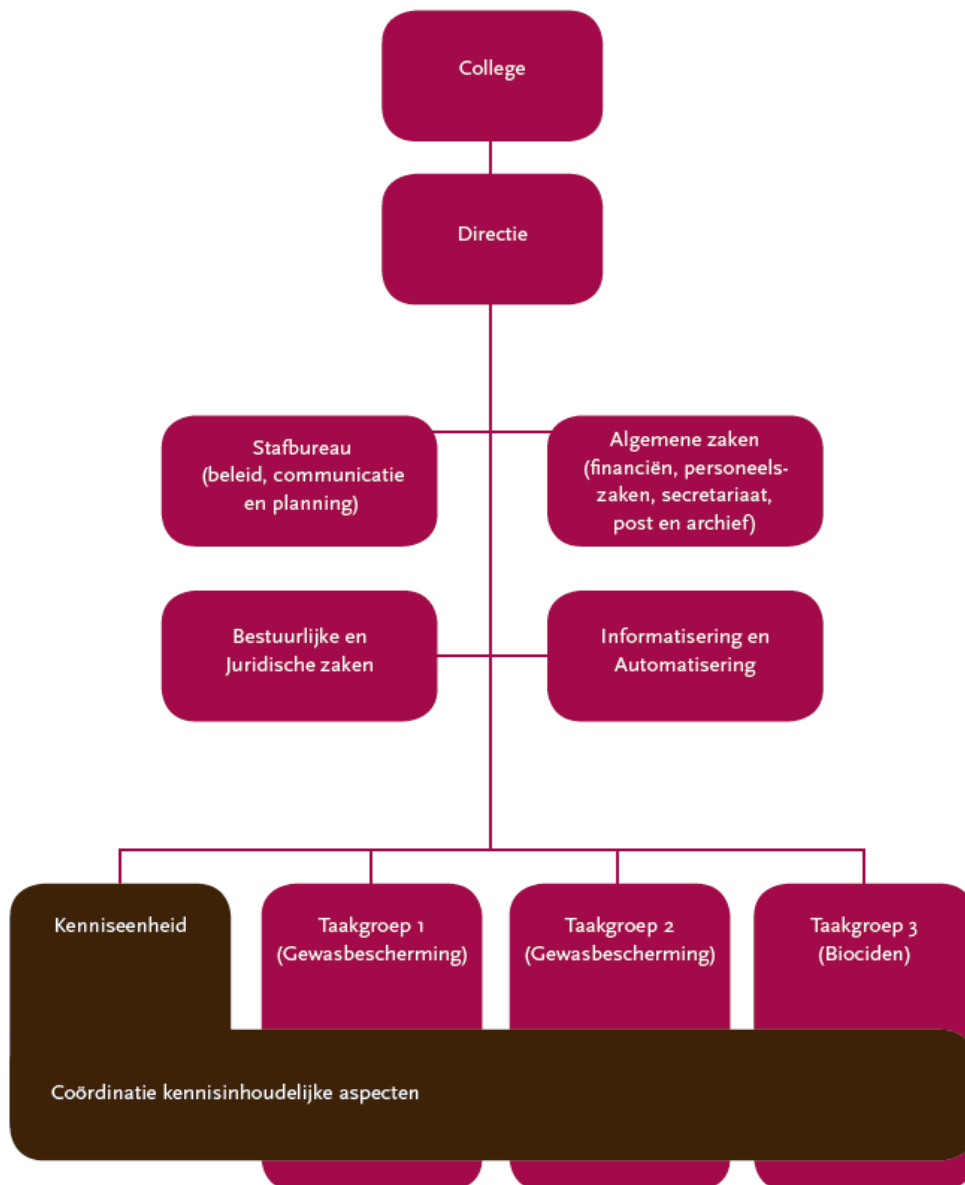 College
Directie
Stafbureau
(beleid, communicatie
en planning)
Algemene zaken
(financiën, personeels-
zaken, secretariaat,
post en archief)
Bestuurlijke en
Juridische zaken
Informatisering en
Automatisering
Kenniseenheid
Taakgroep 1
(Gewasbescherming)
Taakgroep 2
(Gewasbescherming)
Taakgroep 3
(Biociden)
Coördinatie kennisinhoudelijke aspecten